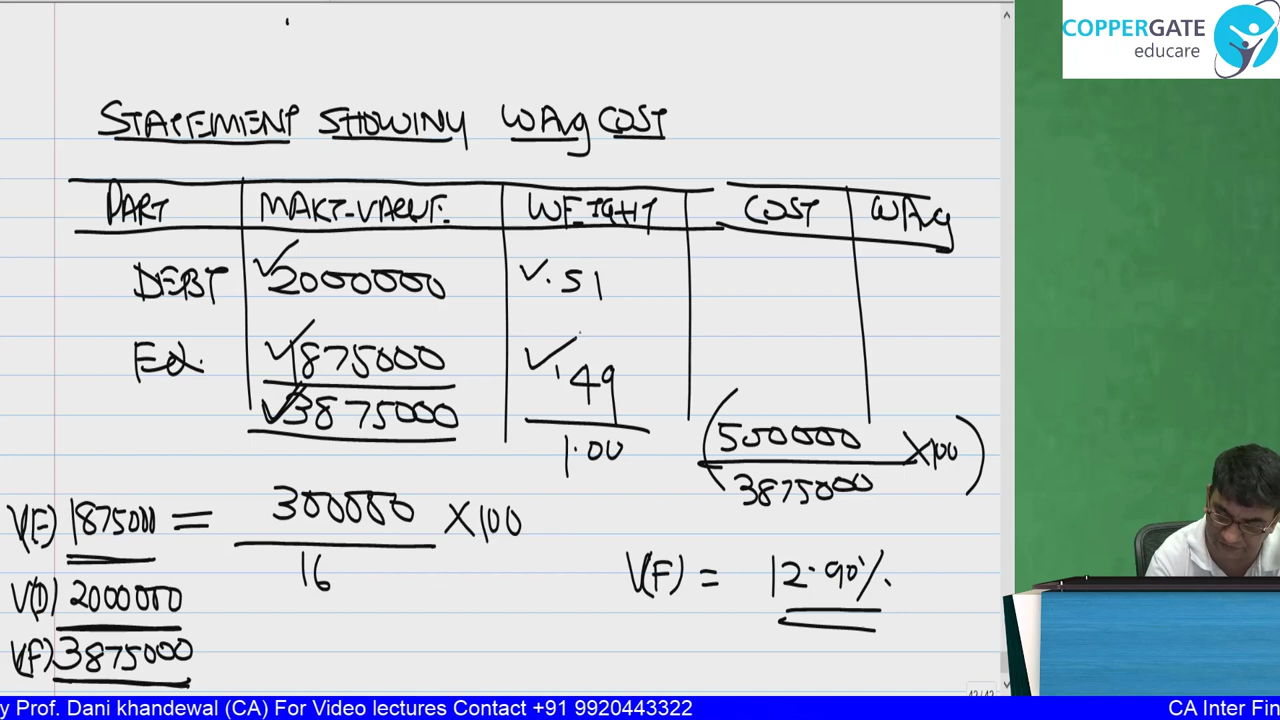 COPPERGATE
educare
STATEMENT SHOWING WAvg COST
PART MAKT-VALUE WEIGHT COST WAvg
DEBT 2000000 .51
EQ. 1875000 .49
3875000 1.00
(500000 / 3875000 X100)
V(E) 1875000 = 300000 / 16 X 100
V(D) 2000000
V(F) 3875000
V(F) = 12.90%
y Prof. Dani khandewal (CA) For Video lectures Contact +91 9920443322 CA Inter Fin